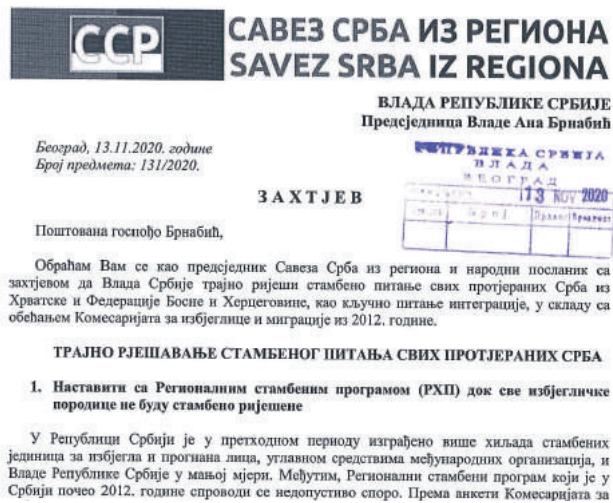 ССР
САВЕЗ СРБА ИЗ РЕГИОНА
SAVEZ SRBA IZ REGIONA
ВЛАДА РЕПУБЛИКЕ СРБИЈЕ
Предсједница Владе Ана Брнабић
Београд, 13.11.2020. године
Број предмета: 131/2020.
РЕПУБЛИКА СРБИЈА
ВЛАДА
БЕОГРАД
13 NOV 2020
Број
ЗАХТЈЕВ
Поштована госпођо Брнабић,
Обраћам Вам се као предсједник Савеза Срба из региона и народни посланик са
захтјевом да Влада Србије трајно ријеши стамбено питање свих протјераних Срба из
Хрватске и Федерације Босне и Херцеговине, као кључно питање интеграције, у складу са
обећањем Комесаријата за избјеглице и миграције из 2012. године.
ТРАЈНО РЈЕШАВАЊЕ СТАМБЕНОГ ПИТАЊА СВИХ ПРОТЈЕРАНИХ СРБА
1. Наставити са Регионалним стамбеним програмом (РХП) док све избјегличке
породице не буду стамбено ријешене
У Републици Србији је у претходном периоду изграђено више хиљада стамбених
јединица за избјегла и прогнана лица, углавном средствима међународних организација, и
Владе Републике Србије у мањој мјери. Међутим, Регионални стамбени програм који је у
Србији почео 2012. године спроводи се недопустиво споро. Према анкети Комесаријата за